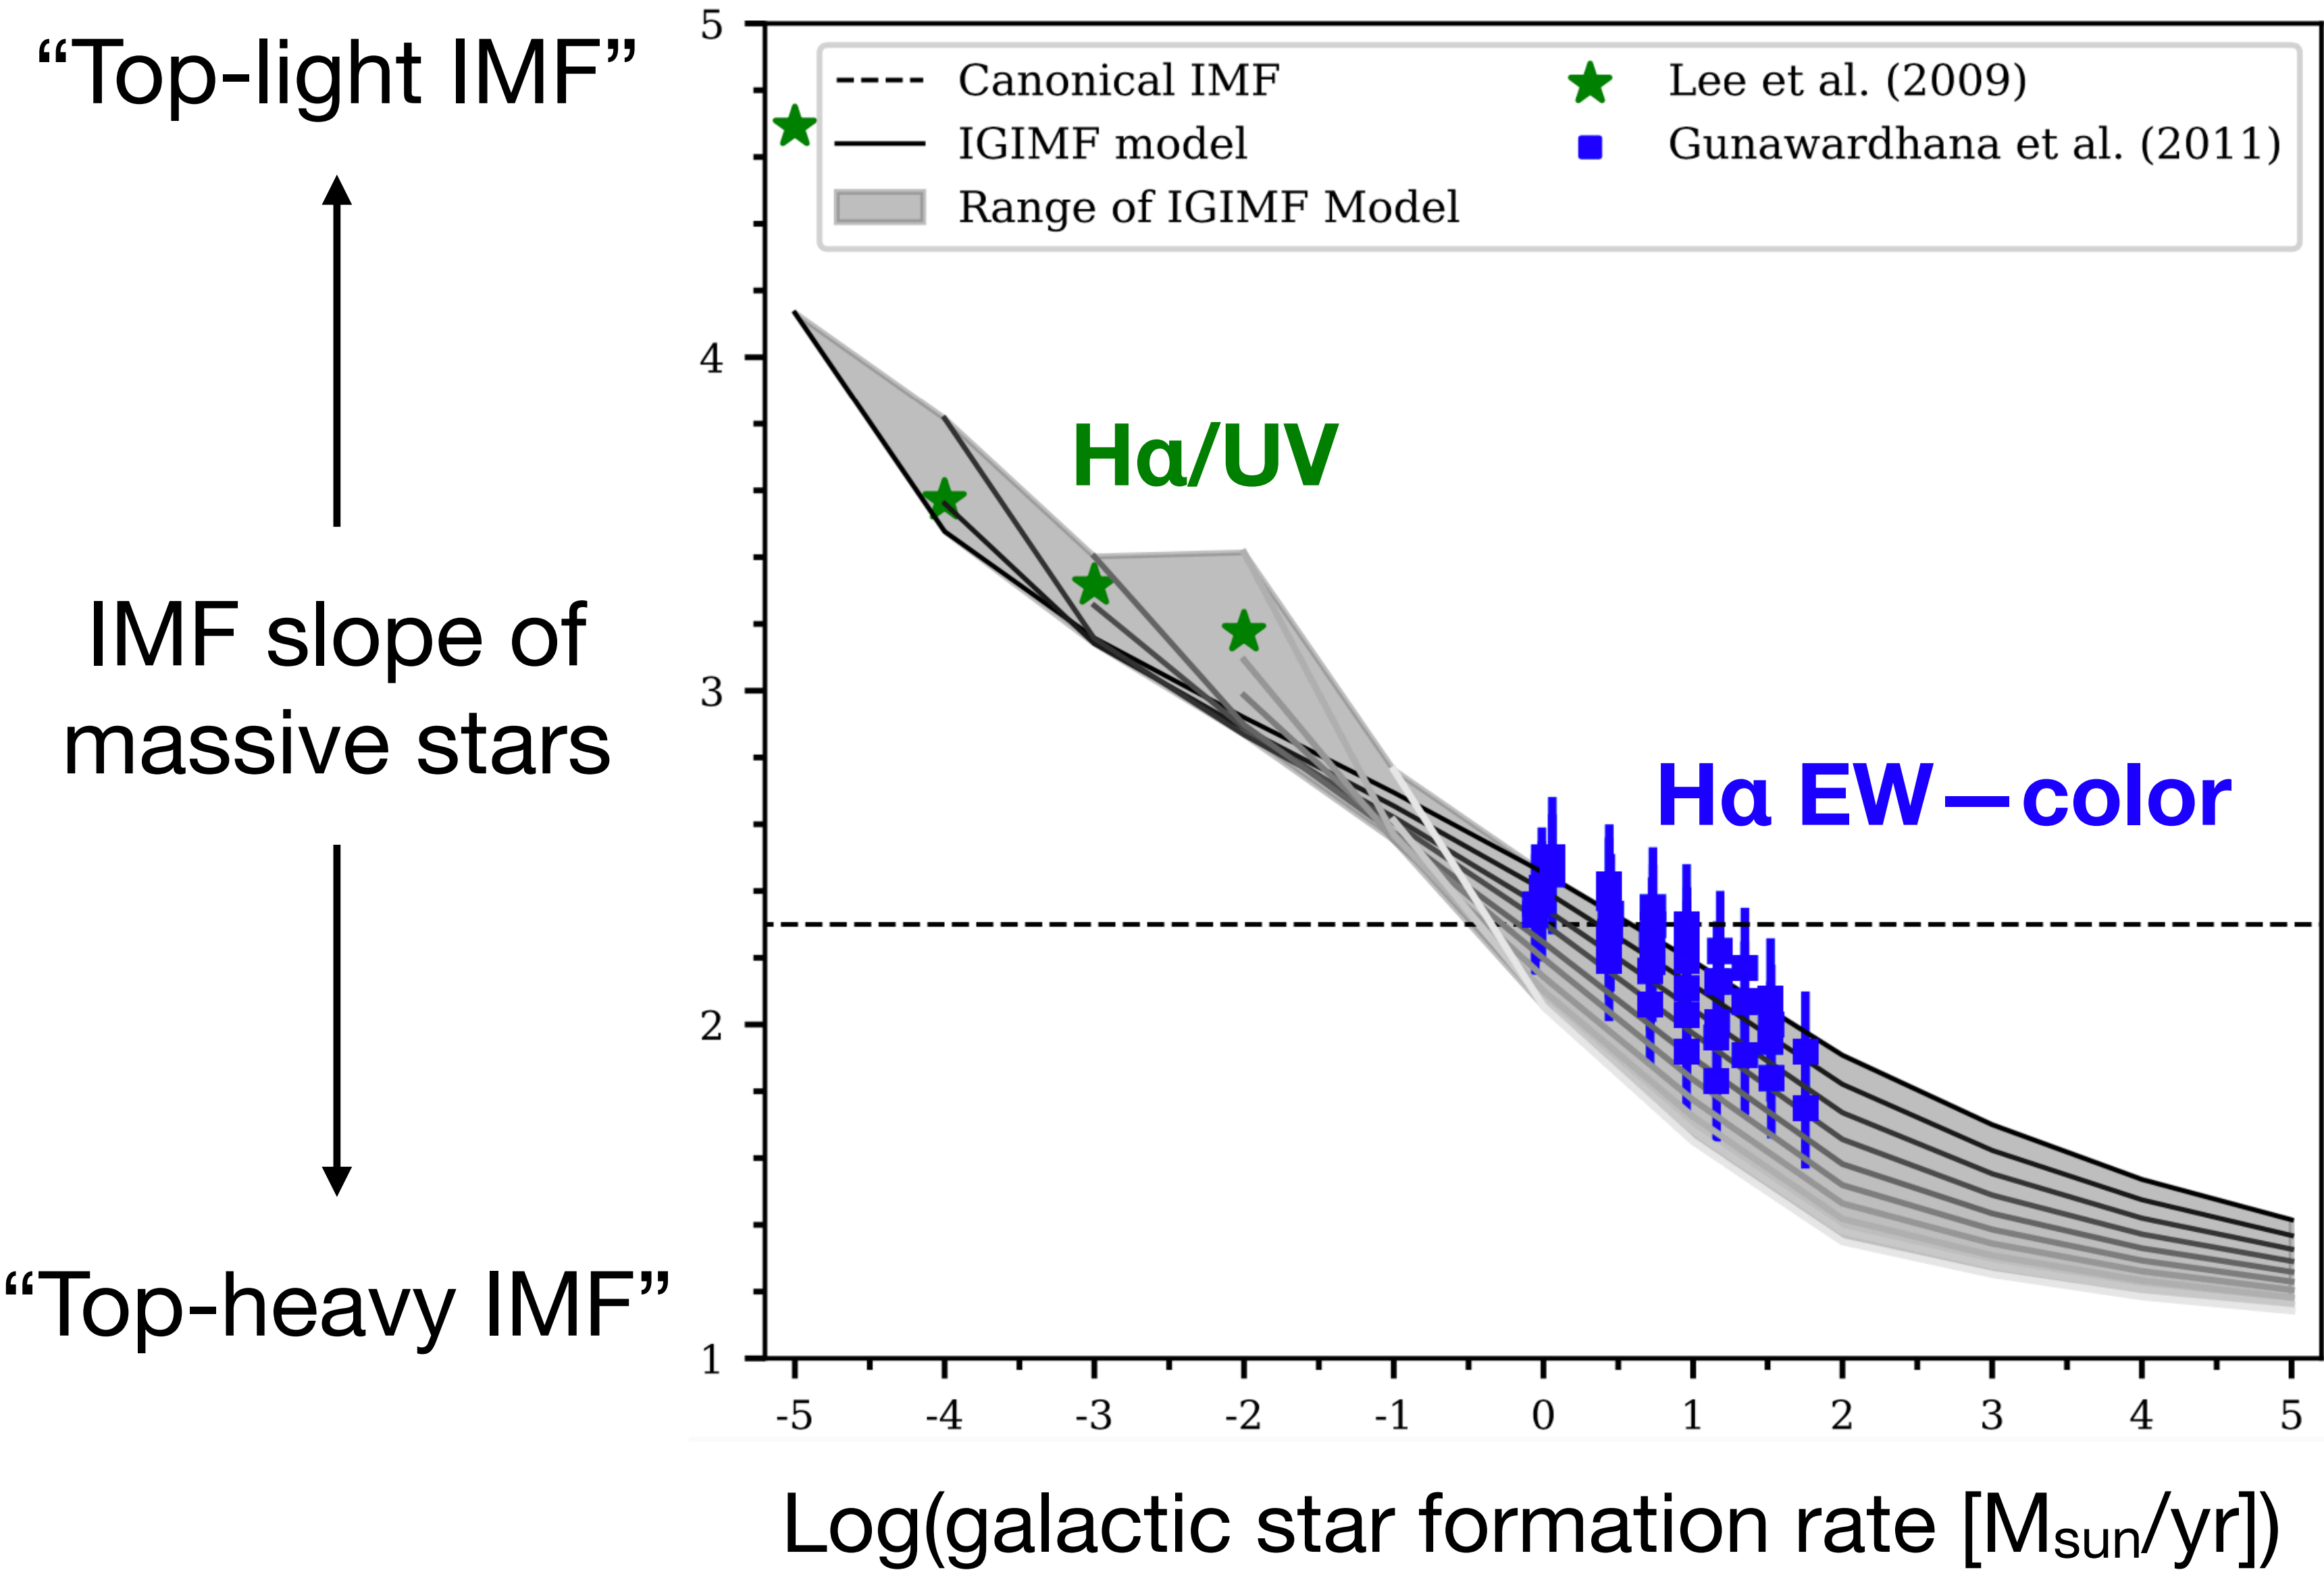 “Top-light IMF”
IMF slope of
massive stars
“Top-heavy IMF”
5
4
3
2
1
Canonical IMF
IGIMF model
Range of IGIMF Model
Lee et al. (2009)
Gunawardhana et al. (2011)
Hα/UV
Hα EW—color
-5 -4 -3 -2 -1 0 1 2 3 4 5
Log(galactic star formation rate [Msun/yr])